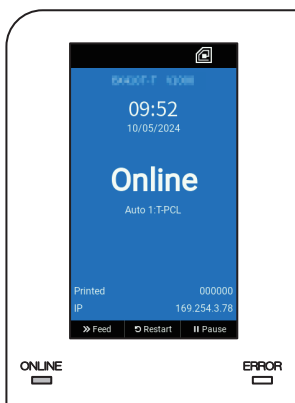 09:52
10/05/2024
Online
Auto 1:T-PCL
Printed 000000
IP 169.254.3.78
Feed Restart Pause
ONLINE ERROR